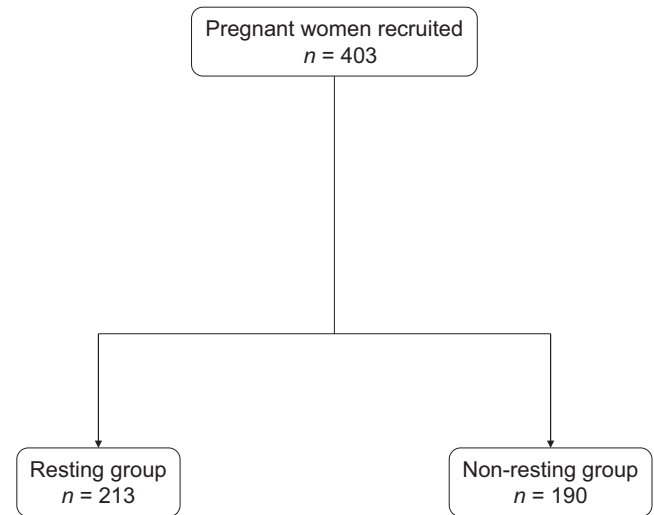 Pregnant women recruited
n = 403
Resting group
n = 213
Non-resting group
n = 190